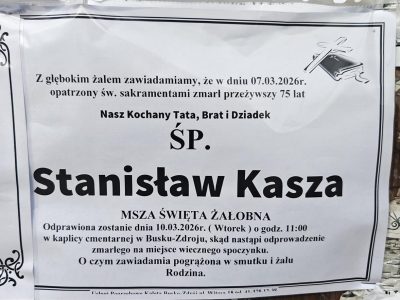 Z głębokim żalem zawiadamiamy, że w dniu 07.03.2026r.
opatrzony św. sakramentami zmarł przeżywszy 75 lat
Nasz Kochany Tata, Brat i Dziadek
ŚP.
Stanisław Kasza
MSZA ŚWIĘTA ŻAŁOBNA
Odprawiona zostanie dnia 10.03.2026r. ( Wtorek ) o godz. 11:00
w kaplicy cmentarnej w Busku-Zdroju, skąd nastąpi odprowadzenie
zmarłego na miejsce wiecznego spoczynku.
O czym zawiadamia pogrążona w smutku i żalu
Rodzina.